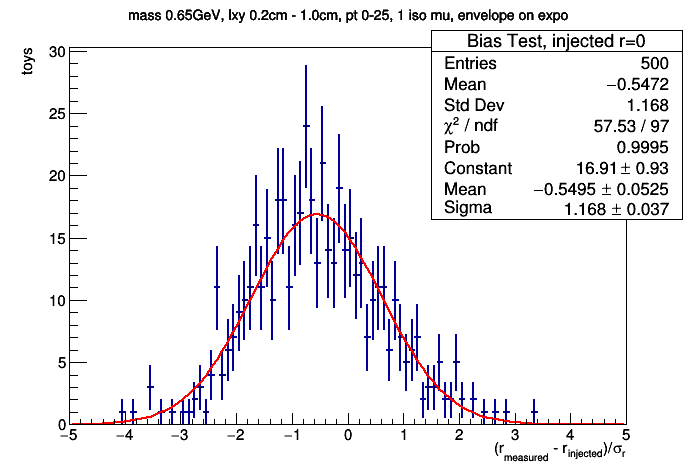 mass 0.65GeV, lxy 0.2cm - 1.0cm, pt 0-25, 1 iso mu, envelope on expo
Bias Test, injected r=0
Entries 500
Mean −0.5472
Std Dev 1.168
χ² / ndf 57.53 / 97
Prob 0.9995
Constant 16.91 ± 0.93
Mean −0.5495 ± 0.0525
Sigma 1.168 ± 0.037
toys
30
25
20
15
10
5
0
−5 −4 −3 −2 −1 0 1 2 3 4 5
(r_measured - r_injected)/σ_r